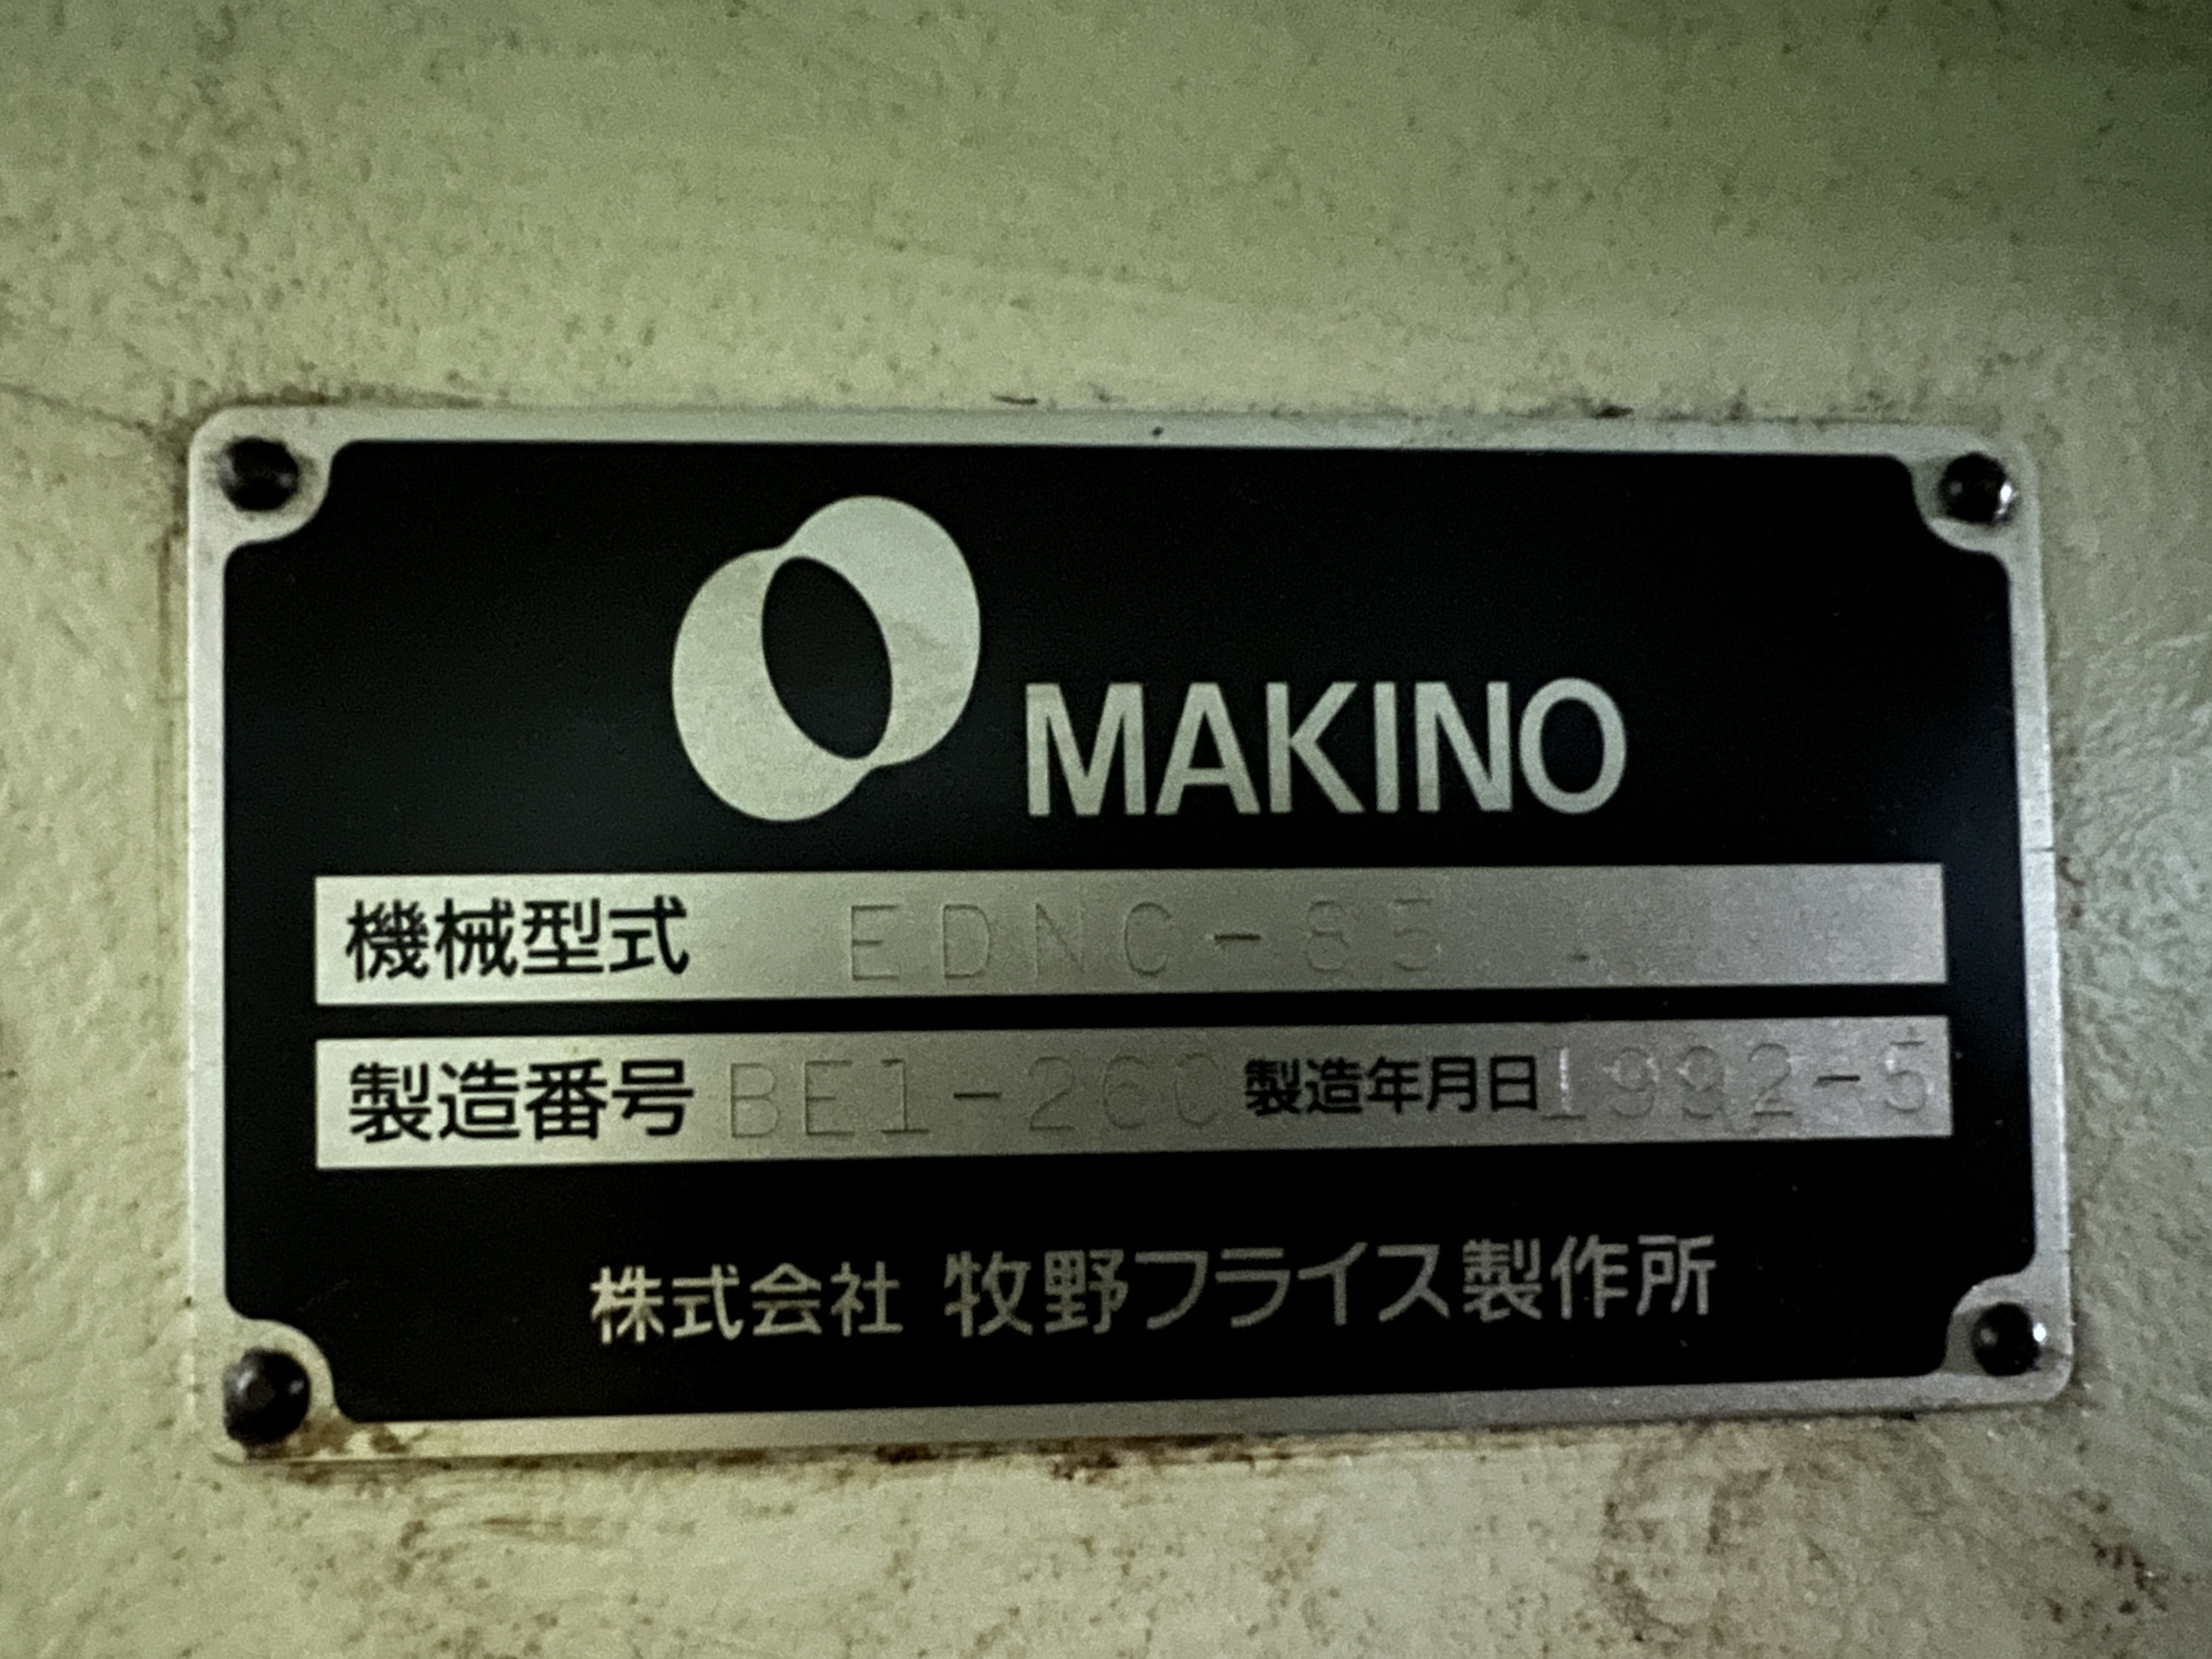 MAKINO
機械型式 EDNC-85
製造番号 BE1-260 製造年月日 1992-5
株式会社 牧野フライス製作所